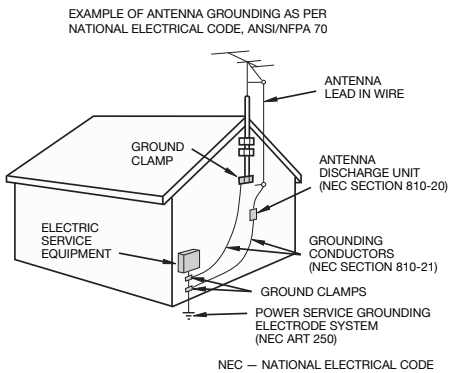 EXAMPLE OF ANTENNA GROUNDING AS PER
NATIONAL ELECTRICAL CODE, ANSI/NFPA 70
ANTENNA
LEAD IN WIRE
GROUND
CLAMP
ANTENNA
DISCHARGE UNIT
(NEC SECTION 810-20)
ELECTRIC
SERVICE
EQUIPMENT
GROUNDING
CONDUCTORS
(NEC SECTION 810-21)
GROUND CLAMPS
POWER SERVICE GROUNDING
ELECTRODE SYSTEM
(NEC ART 250)
NEC — NATIONAL ELECTRICAL CODE